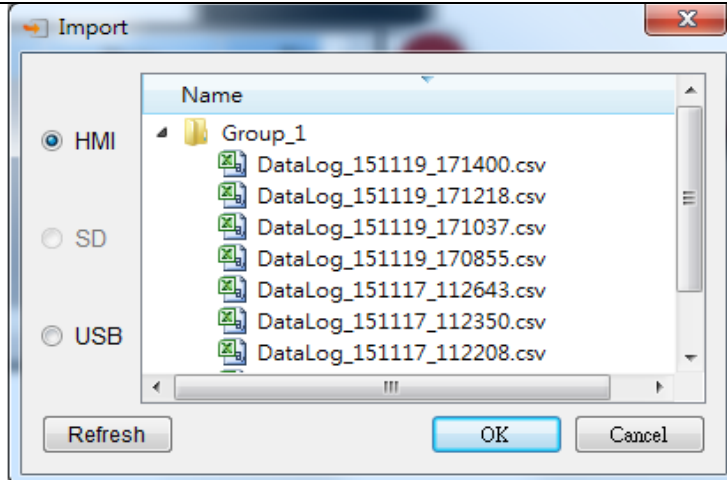 Import
Name
HMI
Group_1
DataLog_151119_171400.csv
DataLog_151119_171218.csv
DataLog_151119_171037.csv
SD
DataLog_151119_170855.csv
DataLog_151117_112643.csv
DataLog_151117_112350.csv
USB
DataLog_151117_112208.csv
Refresh
OK
Cancel